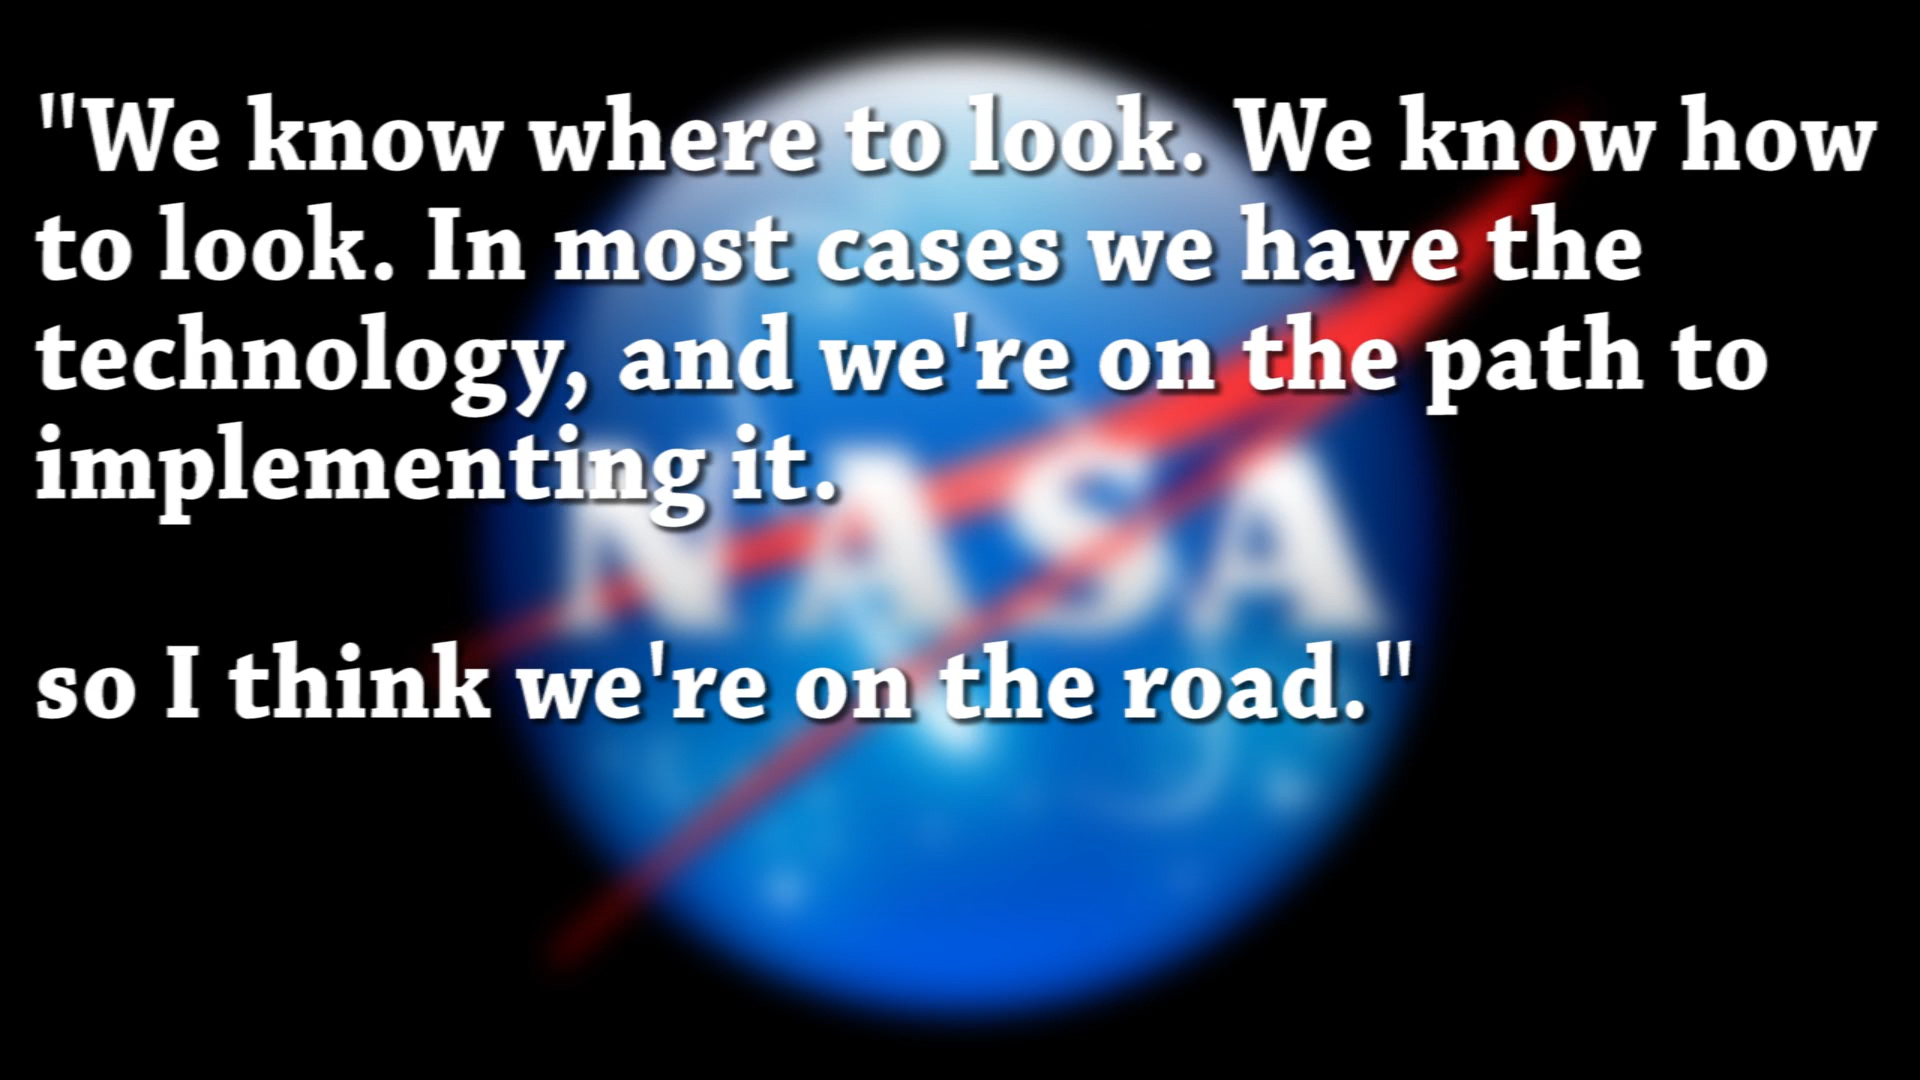 "We know where to look. We know how
to look. In most cases we have the
technology, and we're on the path to
implementing it.
so I think we're on the road."
NASA